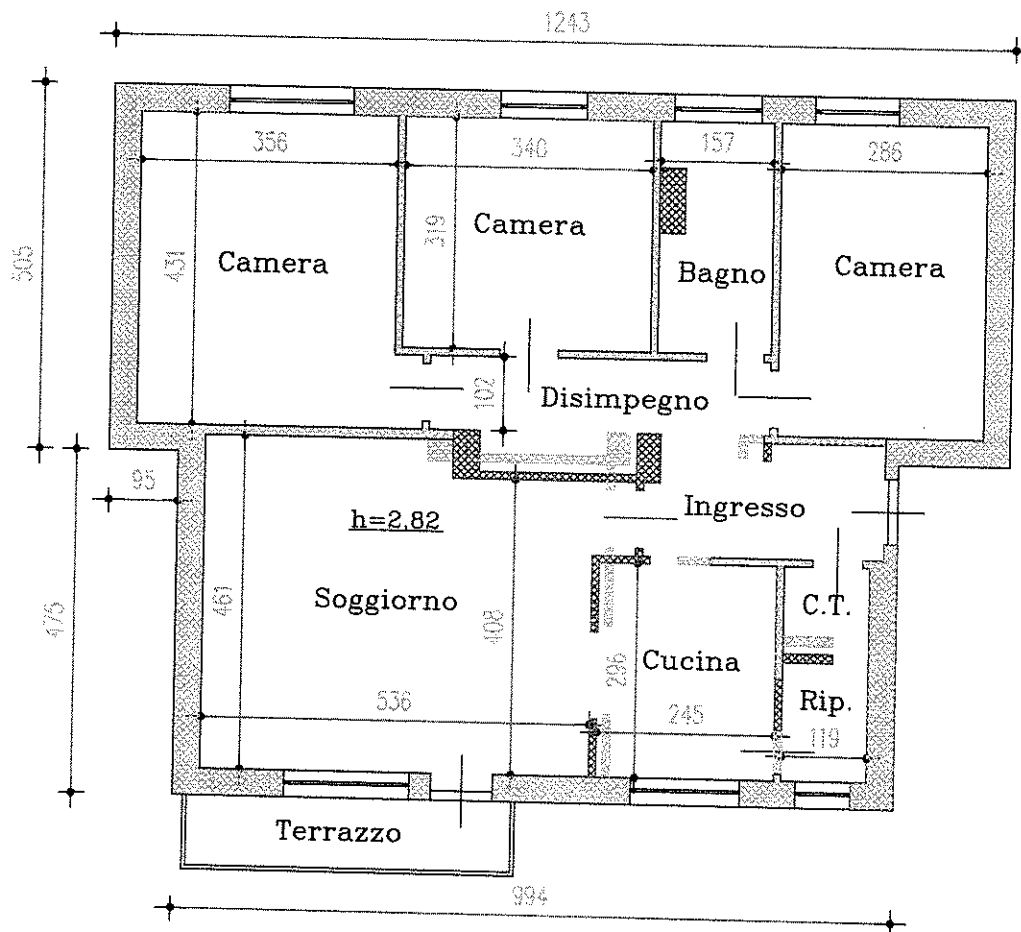 1243
356
340
157
286
505
431
319
Camera
Camera
Bagno
Camera
102
Disimpegno
95
h=2,82
Ingresso
475
461
Soggiorno
408
C.T.
296
Cucina
Rip.
536
245
119
Terrazzo
994